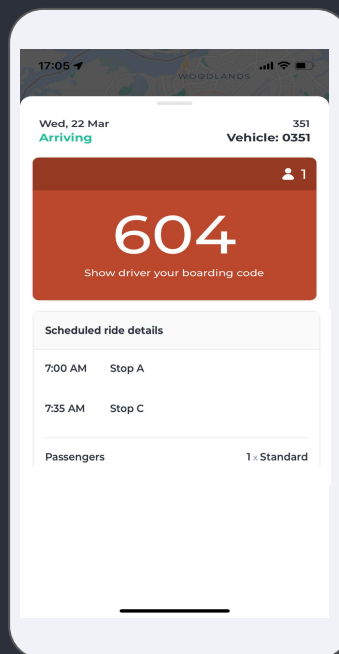 17:05
WOODLANDS
Wed, 22 Mar 351
Arriving Vehicle: 0351
1
604
Show driver your boarding code
Scheduled ride details
7:00 AM Stop A
7:35 AM Stop C
Passengers 1 x Standard